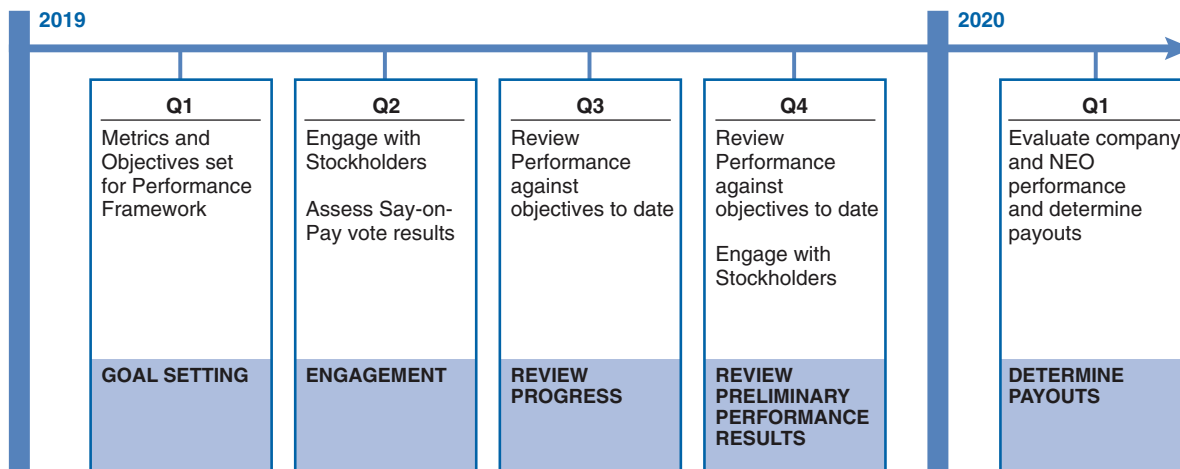 2019
2020
Q1
Metrics and
Objectives set
for Performance
Framework
GOAL SETTING
Q2
Engage with
Stockholders
Assess Say-on-
Pay vote results
ENGAGEMENT
Q3
Review
Performance
against
objectives to date
REVIEW
PROGRESS
Q4
Review
Performance
against
objectives to date
Engage with
Stockholders
REVIEW
PRELIMINARY
PERFORMANCE
RESULTS
Q1
Evaluate company
and NEO
performance
and determine
payouts
DETERMINE
PAYOUTS